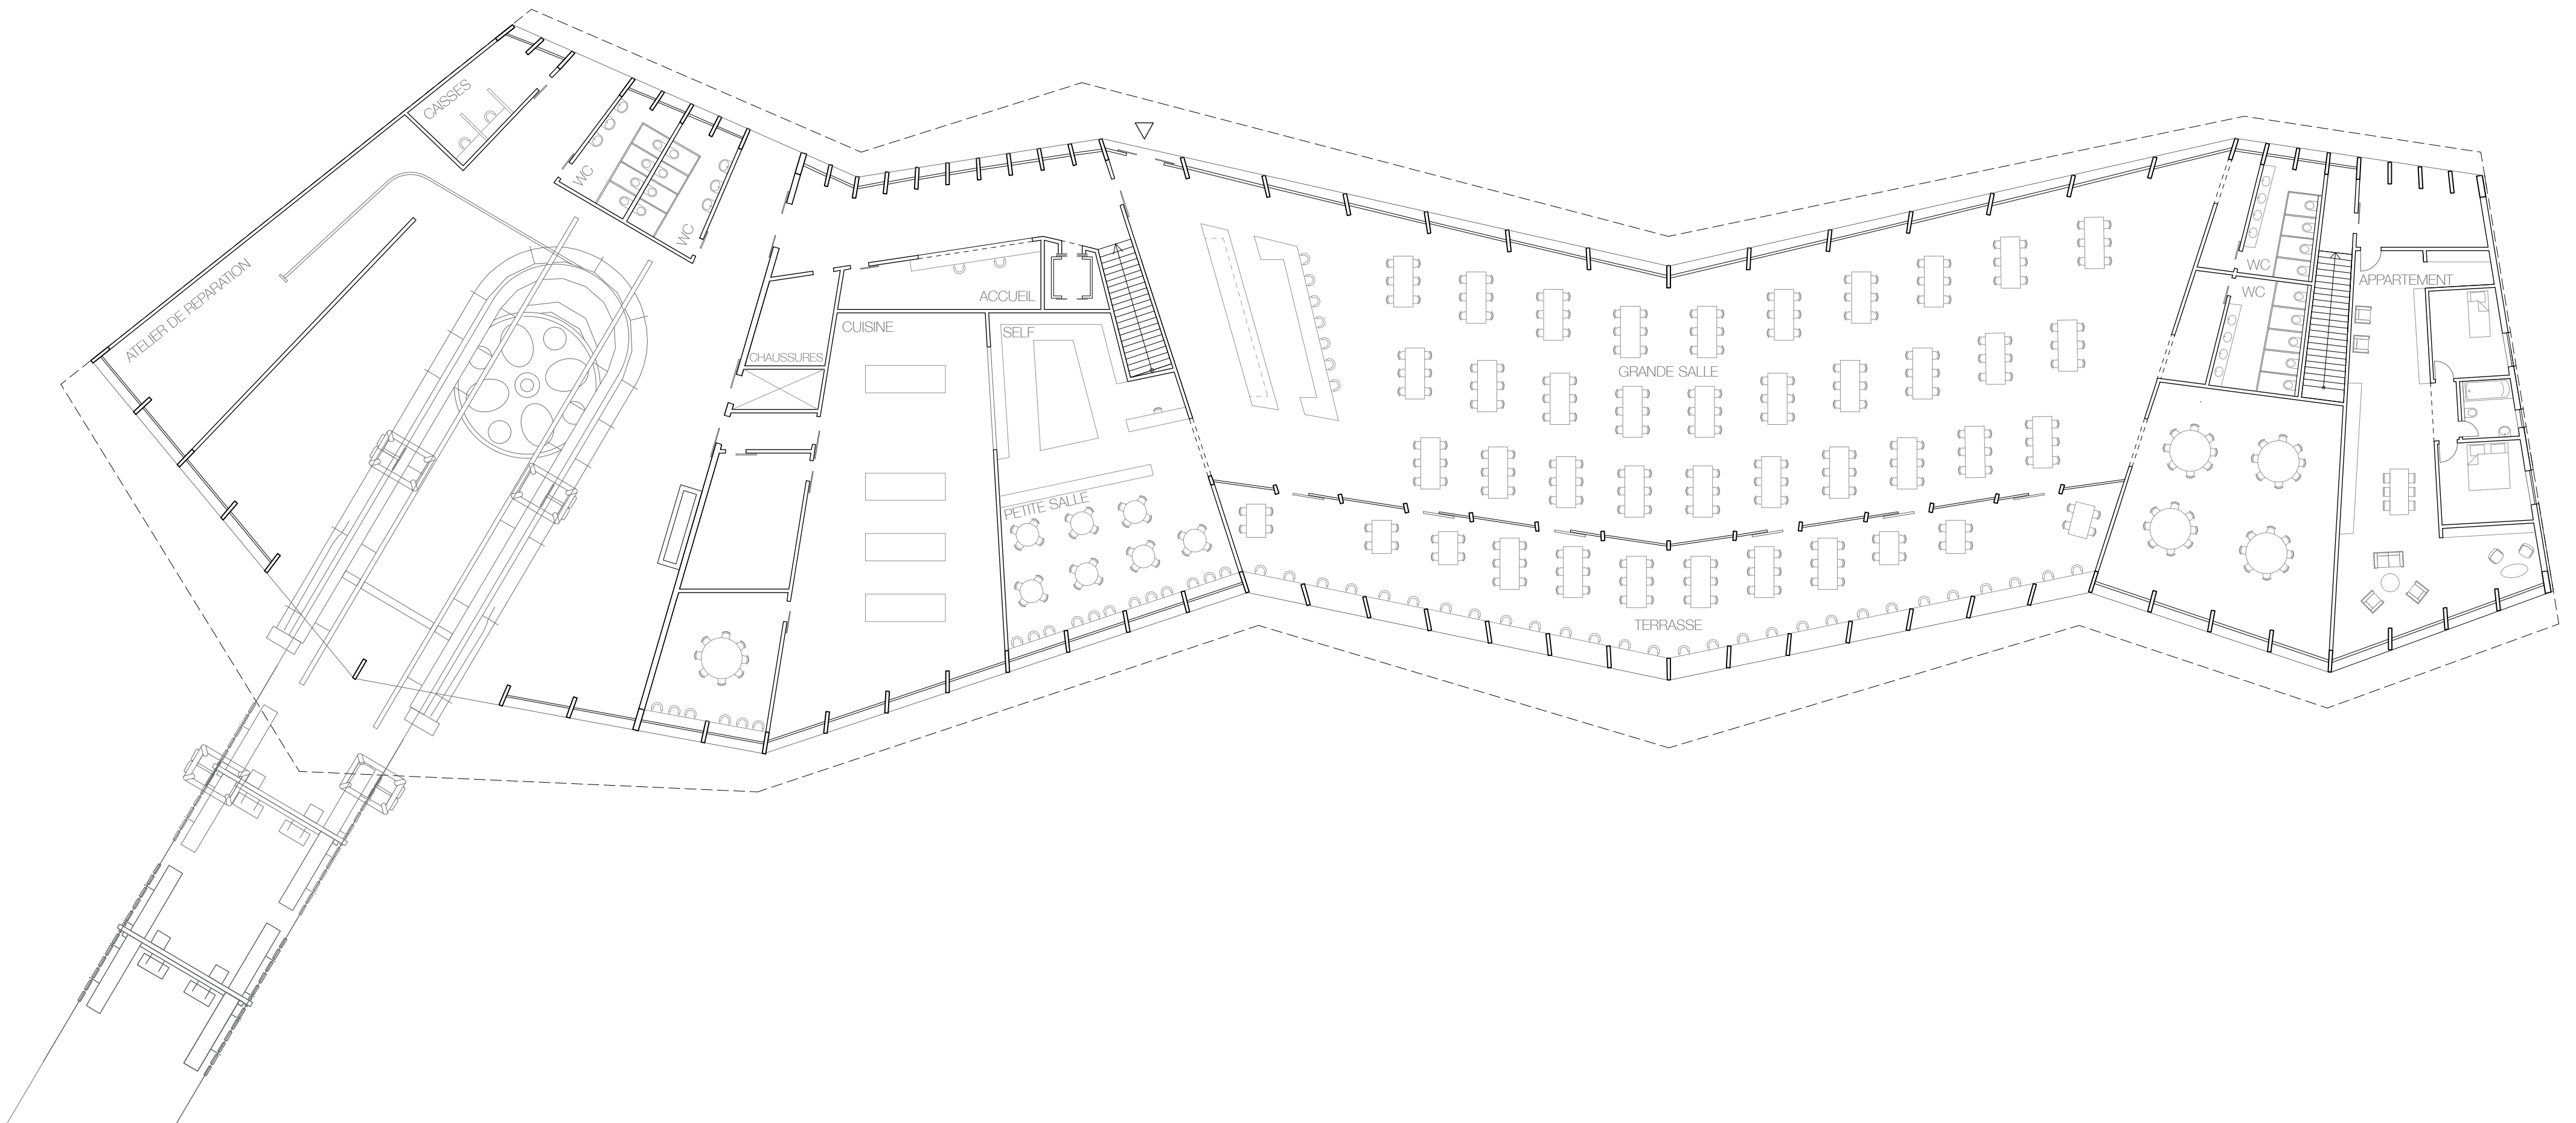 CAISSES
ATELIER DE REPARATION
WC
WC
CHAUSSURES
ACCUEIL
CUISINE
SELF
PETITE SALLE
GRANDE SALLE
TERRASSE
WC
WC
APPARTEMENT